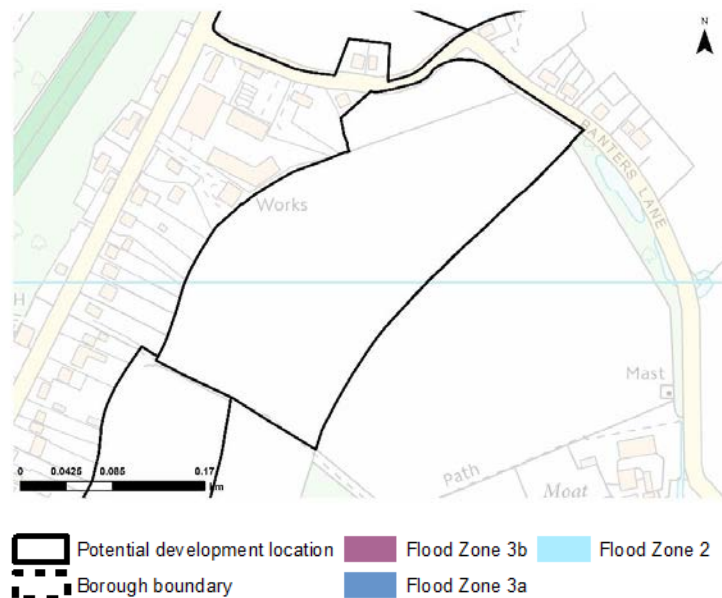 N
BANTERS LANE
Works
H
Mast
0 0.0425 0.085 0.17
km
Path
Moat
Potential development location Flood Zone 3b Flood Zone 2
Borough boundary Flood Zone 3a